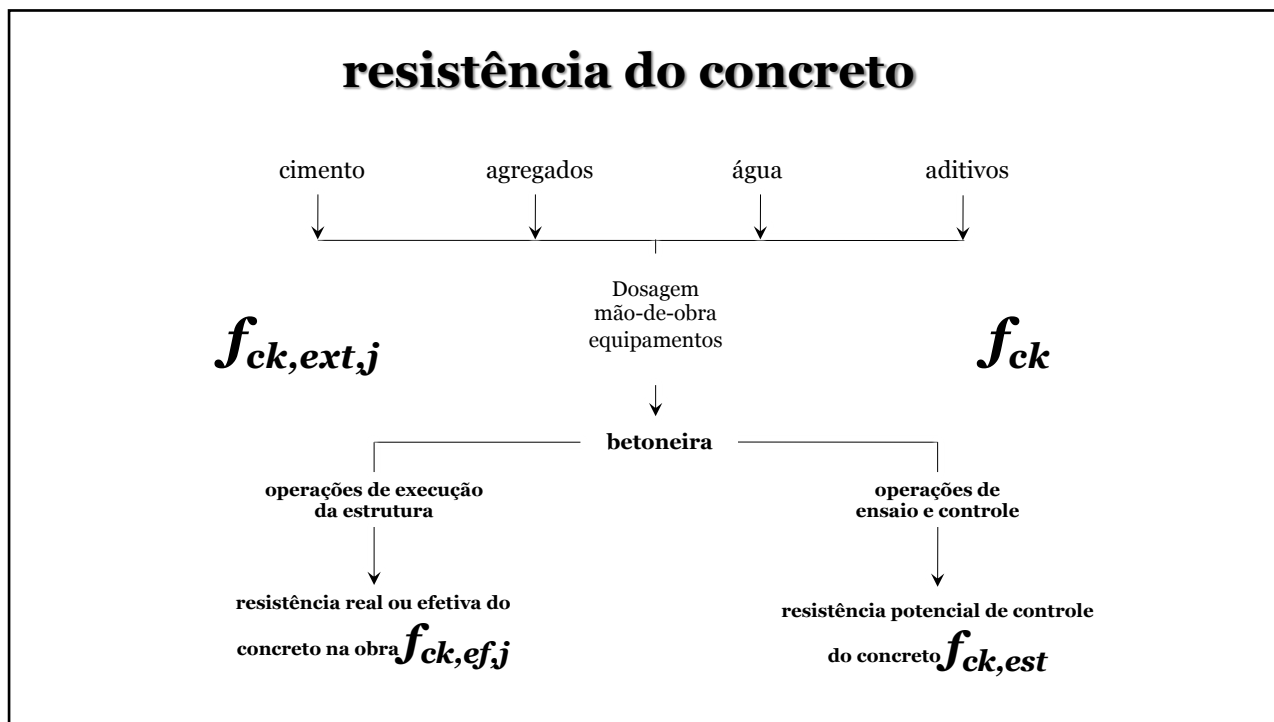 resistência do concreto
cimento agregados água aditivos
Dosagem
mão-de-obra
equipamentos
fck,ext,j
fck
betoneira
operações de execução
da estrutura
operações de
ensaio e controle
resistência real ou efetiva do
concreto na obra fck,ef,j
resistência potencial de controle
do concreto fck,est